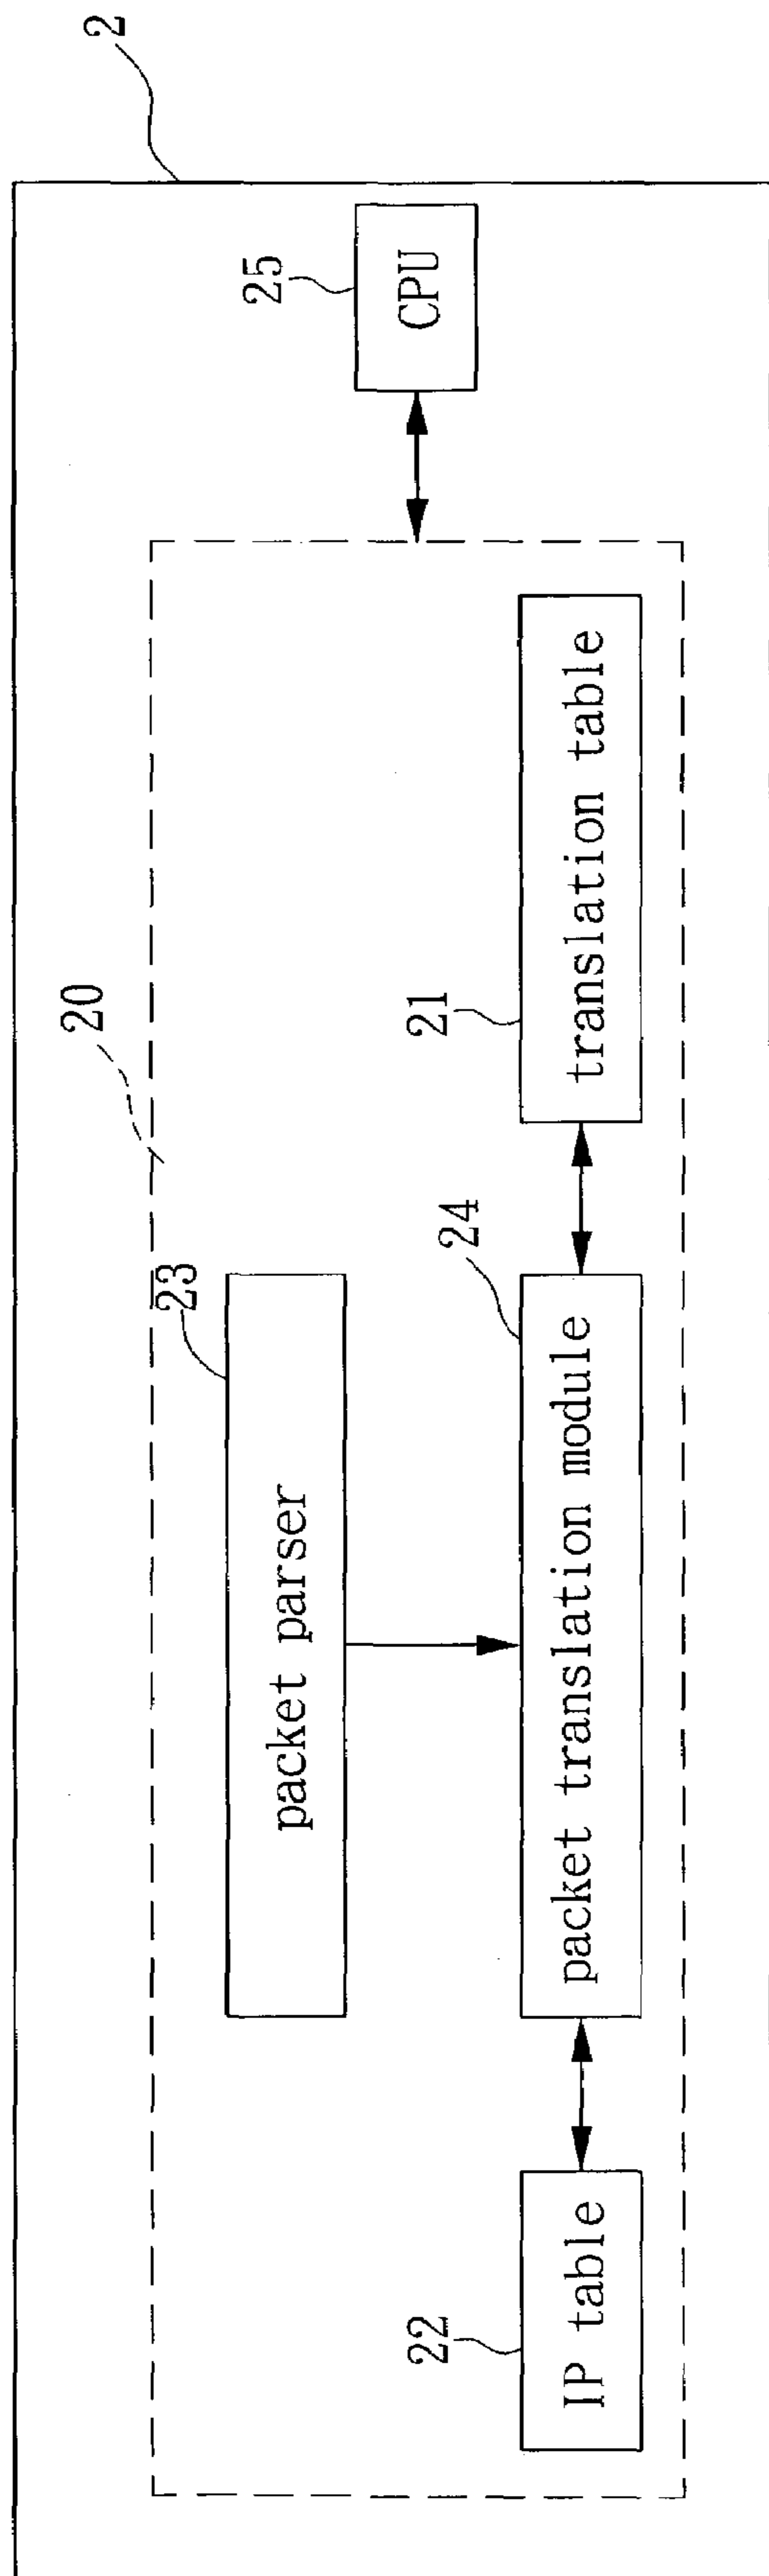 2
20
25
CPU
23
packet parser
22
IP table
24
packet translation module
21
translation table